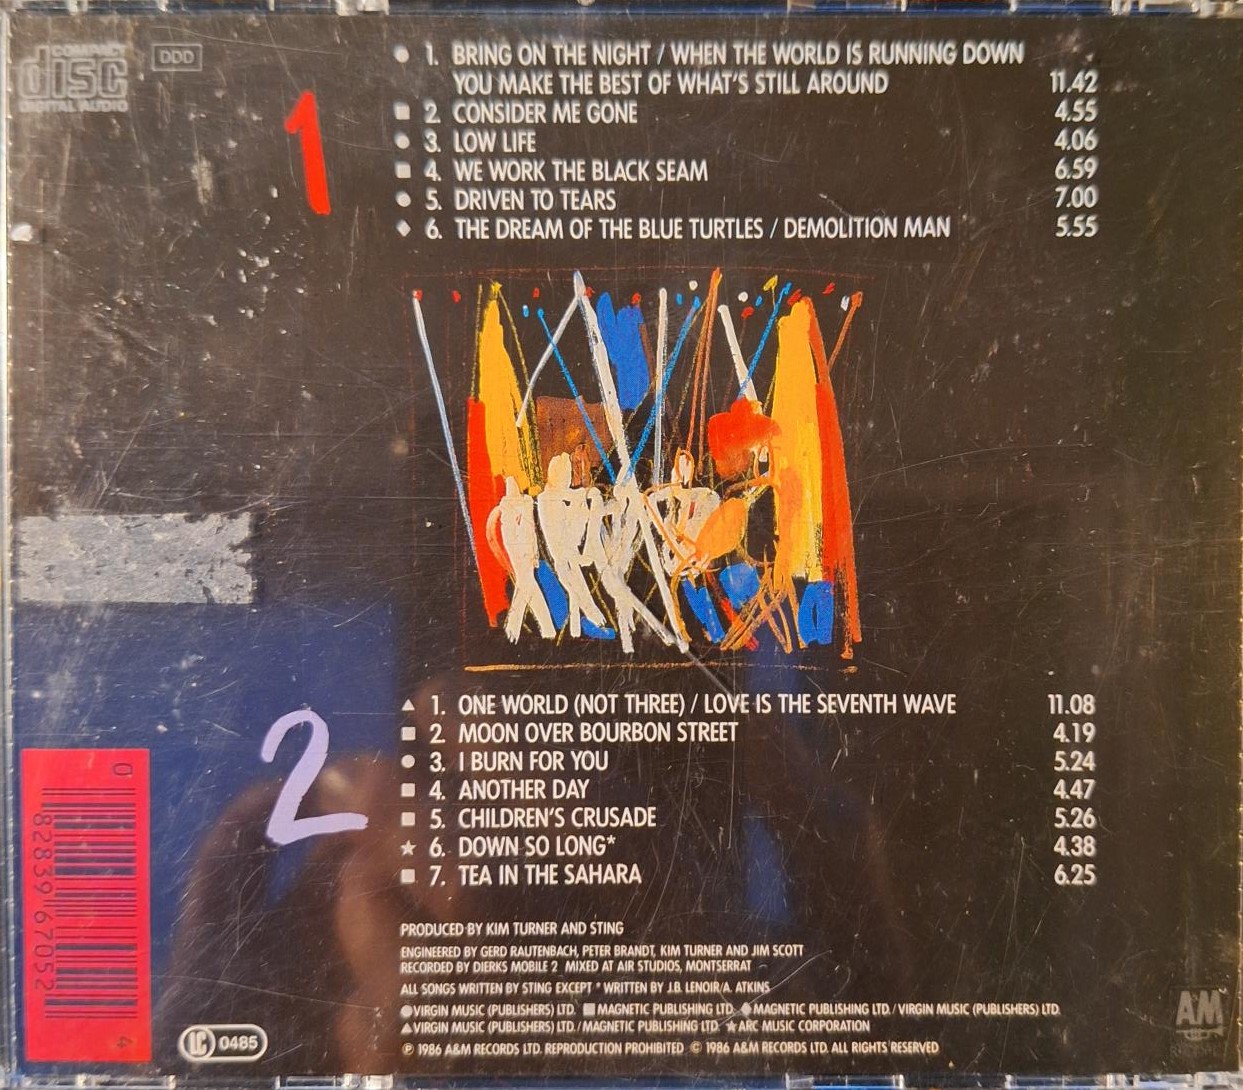 COMPACT
disc
DIGITAL AUDIO
DDD
1
● 1. BRING ON THE NIGHT / WHEN THE WORLD IS RUNNING DOWN
YOU MAKE THE BEST OF WHAT'S STILL AROUND 11.42
■ 2. CONSIDER ME GONE 4.55
● 3. LOW LIFE 4.06
■ 4. WE WORK THE BLACK SEAM 6.59
● 5. DRIVEN TO TEARS 7.00
◆ 6. THE DREAM OF THE BLUE TURTLES / DEMOLITION MAN 5.55
2
▲ 1. ONE WORLD (NOT THREE) / LOVE IS THE SEVENTH WAVE 11.08
■ 2. MOON OVER BOURBON STREET 4.19
● 3. I BURN FOR YOU 5.24
■ 4. ANOTHER DAY 4.47
■ 5. CHILDREN'S CRUSADE 5.26
★ 6. DOWN SO LONG* 4.38
■ 7. TEA IN THE SAHARA 6.25
PRODUCED BY KIM TURNER AND STING
ENGINEERED BY GERD RAUTENBACH, PETER BRANDT, KIM TURNER AND JIM SCOTT
RECORDED BY DIERKS MOBILE 2 MIXED AT AIR STUDIOS, MONTSERRAT
ALL SONGS WRITTEN BY STING EXCEPT * WRITTEN BY J.B. LENOIR/A. ATKINS
●VIRGIN MUSIC (PUBLISHERS) LTD. ■MAGNETIC PUBLISHING LTD. ◆MAGNETIC PUBLISHING LTD./VIRGIN MUSIC (PUBLISHERS) LTD.
▲VIRGIN MUSIC (PUBLISHERS) LTD./MAGNETIC PUBLISHING LTD. ★ARC MUSIC CORPORATION
℗ 1986 A&M RECORDS LTD. REPRODUCTION PROHIBITED © 1986 A&M RECORDS LTD. ALL RIGHTS RESERVED
0 82839 67052 4
LC 0485
A&M